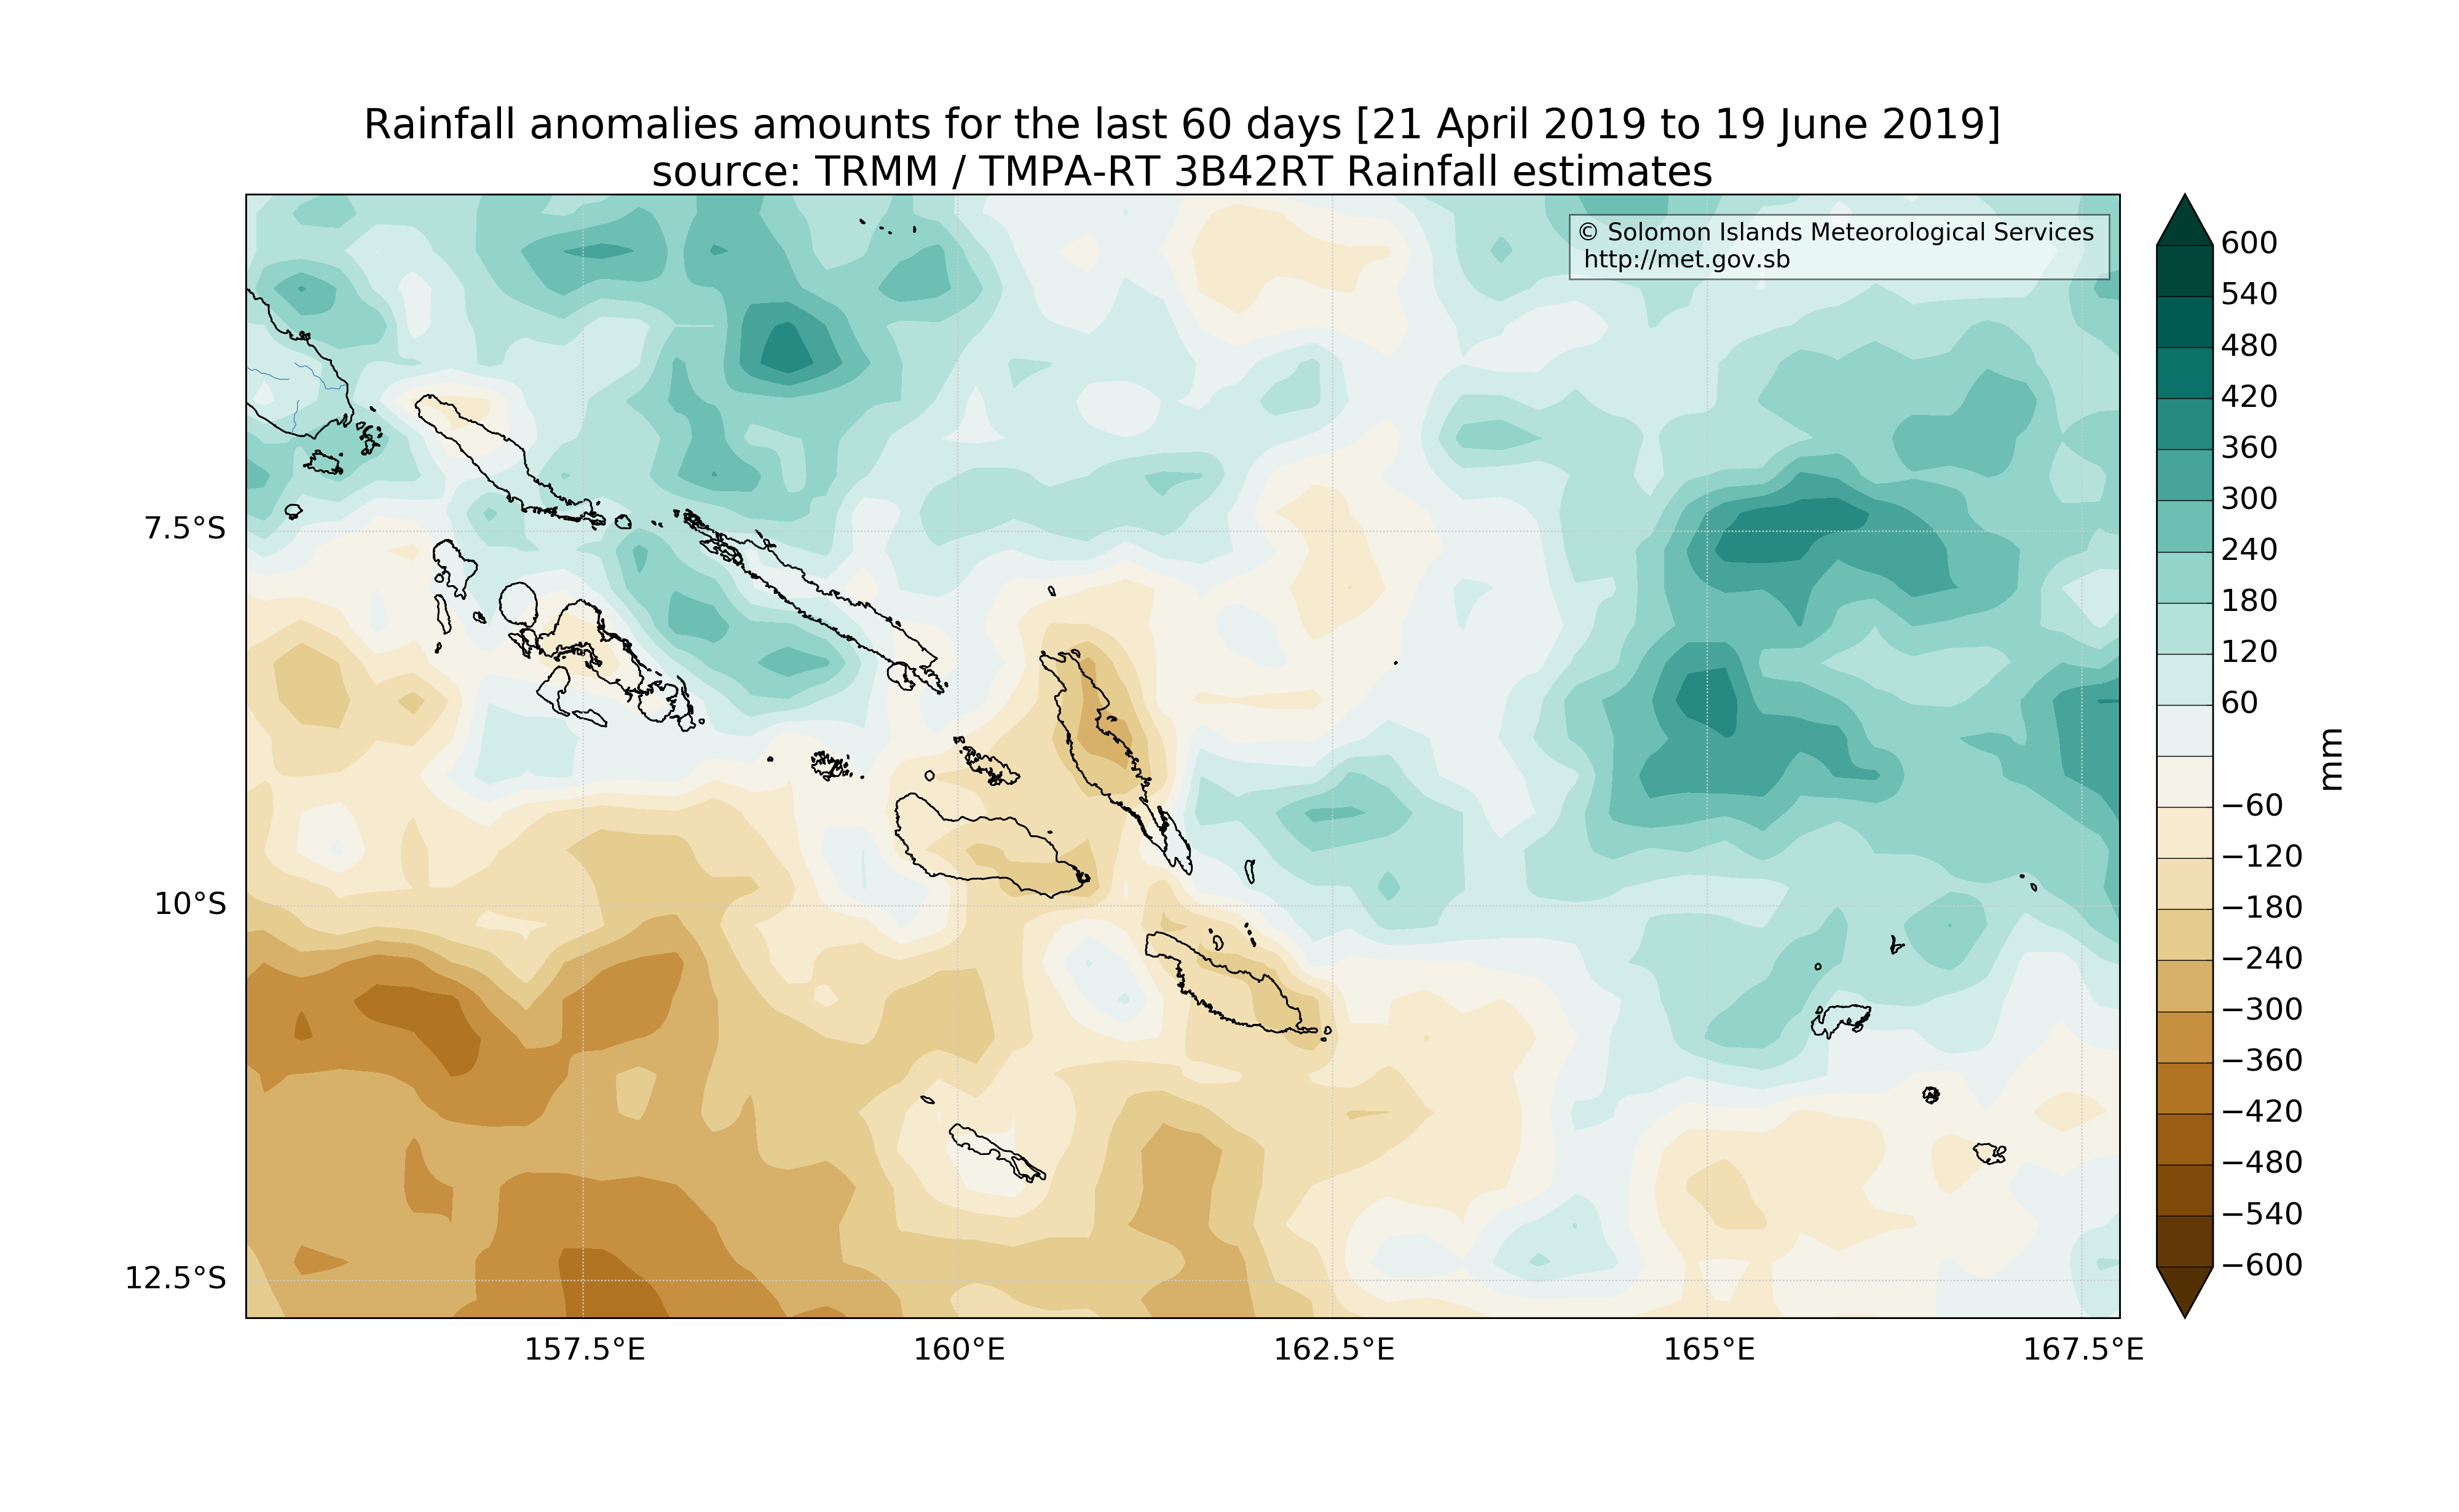 Rainfall anomalies amounts for the last 60 days [21 April 2019 to 19 June 2019]
source: TRMM / TMPA-RT 3B42RT Rainfall estimates
© Solomon Islands Meteorological Services
http://met.gov.sb
7.5°S
10°S
12.5°S
157.5°E
160°E
162.5°E
165°E
167.5°E
600
540
480
420
360
300
240
180
120
60
−60
−120
−180
−240
−300
−360
−420
−480
−540
−600
mm